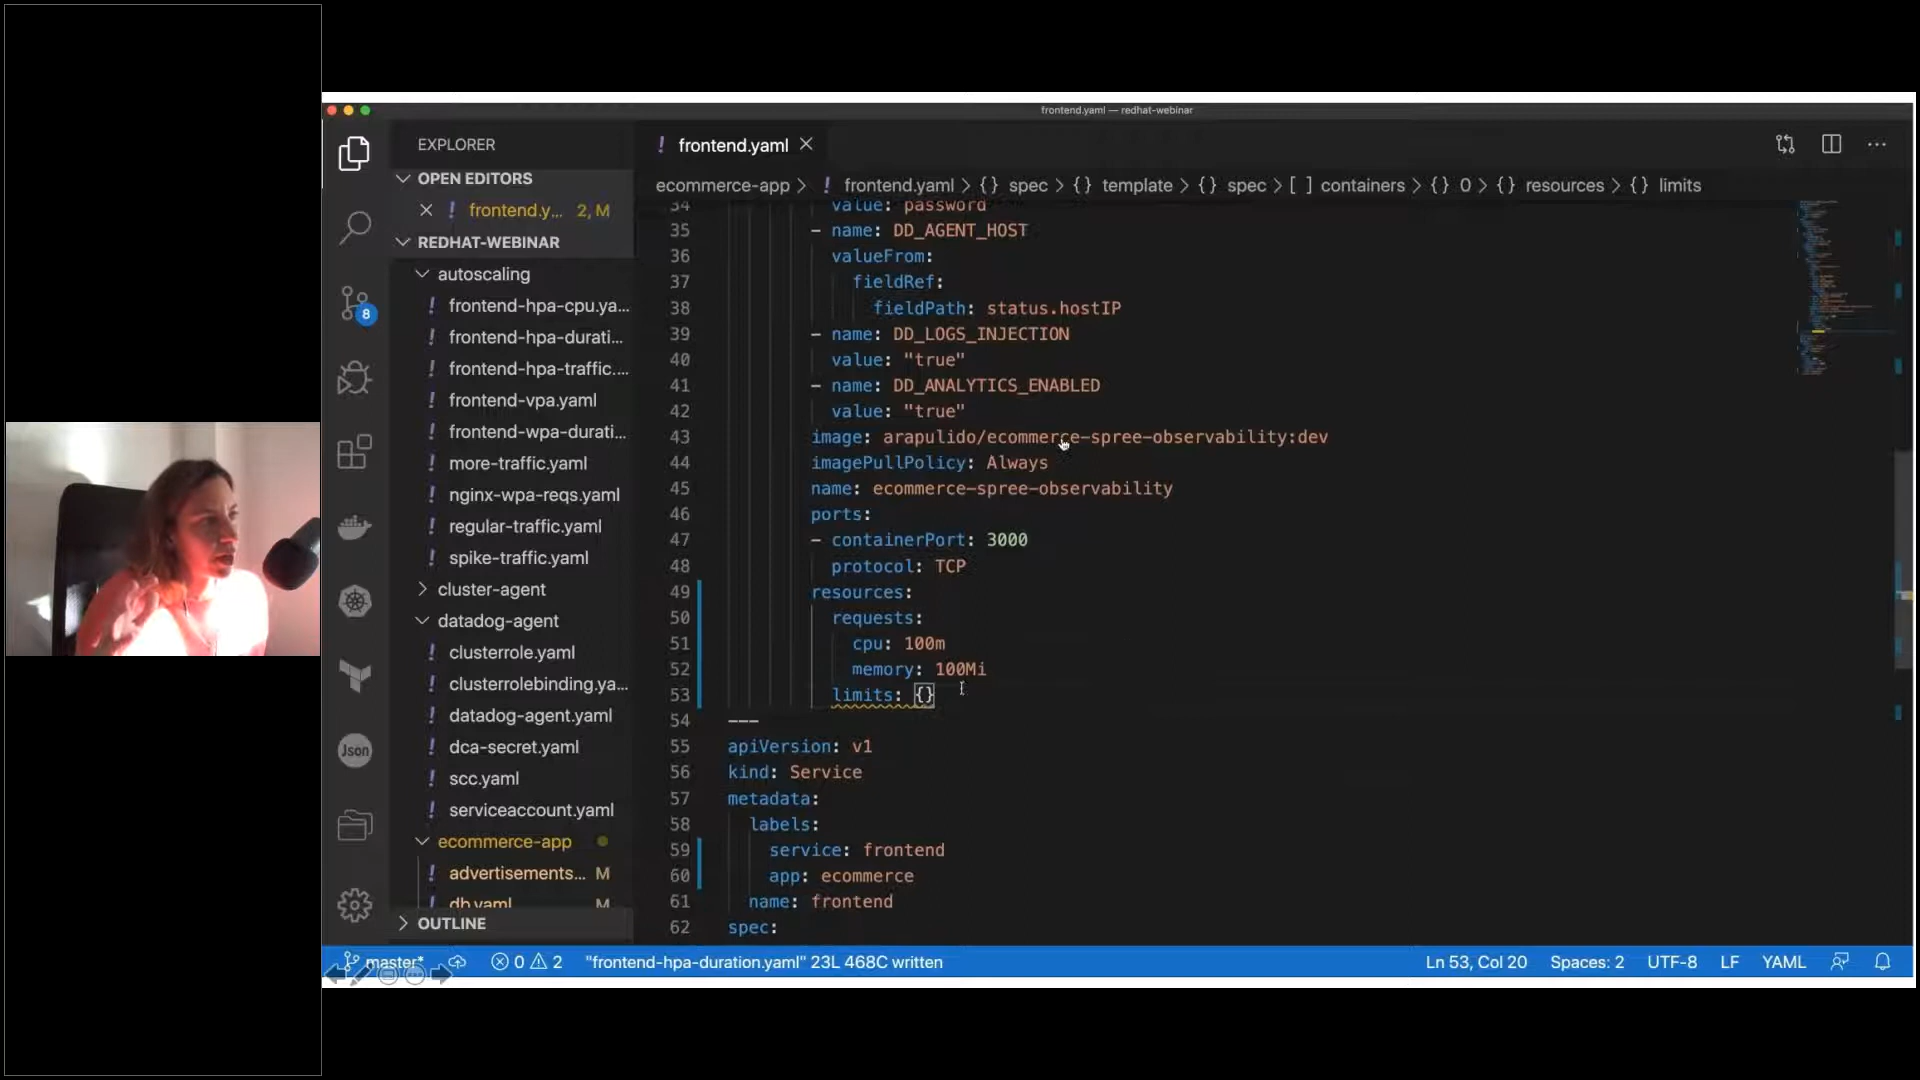 frontend.yaml — redhat-webinar
EXPLORER
OPEN EDITORS
frontend.y... 2, M
REDHAT-WEBINAR
autoscaling
frontend-hpa-cpu.ya...
frontend-hpa-durati...
frontend-hpa-traffic....
frontend-vpa.yaml
frontend-wpa-durati...
more-traffic.yaml
nginx-wpa-reqs.yaml
regular-traffic.yaml
spike-traffic.yaml
cluster-agent
datadog-agent
clusterrole.yaml
clusterrolebinding.ya...
datadog-agent.yaml
dca-secret.yaml
scc.yaml
serviceaccount.yaml
ecommerce-app
advertisements... M
db.yaml M
OUTLINE
8
Json
frontend.yaml
ecommerce-app > ! frontend.yaml > {} spec > {} template > {} spec > [ ] containers > {} 0 > {} resources > {} limits
34 value: password
35 - name: DD_AGENT_HOST
36 valueFrom:
37 fieldRef:
38 fieldPath: status.hostIP
39 - name: DD_LOGS_INJECTION
40 value: "true"
41 - name: DD_ANALYTICS_ENABLED
42 value: "true"
43 image: arapulido/ecommerce-spree-observability:dev
44 imagePullPolicy: Always
45 name: ecommerce-spree-observability
46 ports:
47 - containerPort: 3000
48 protocol: TCP
49 resources:
50 requests:
51 cpu: 100m
52 memory: 100Mi
53 limits: {}
54 ---
55 apiVersion: v1
56 kind: Service
57 metadata:
58 labels:
59 service: frontend
60 app: ecommerce
61 name: frontend
62 spec:
master* 0 2 "frontend-hpa-duration.yaml" 23L 468C written Ln 53, Col 20 Spaces: 2 UTF-8 LF YAML